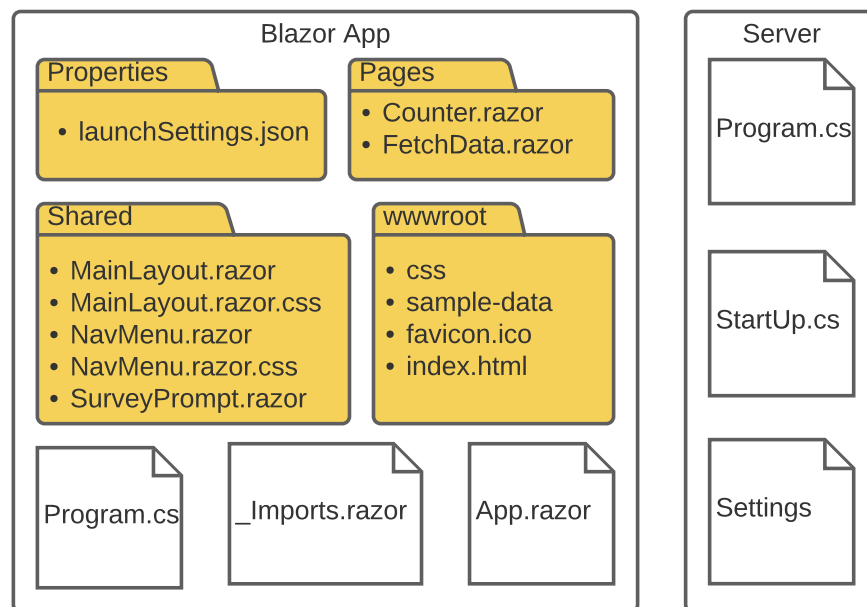 Blazor App
Properties
• launchSettings.json
Pages
• Counter.razor
• FetchData.razor
Shared
• MainLayout.razor
• MainLayout.razor.css
• NavMenu.razor
• NavMenu.razor.css
• SurveyPrompt.razor
wwwroot
• css
• sample-data
• favicon.ico
• index.html
Program.cs
_Imports.razor
App.razor
Server
Program.cs
StartUp.cs
Settings